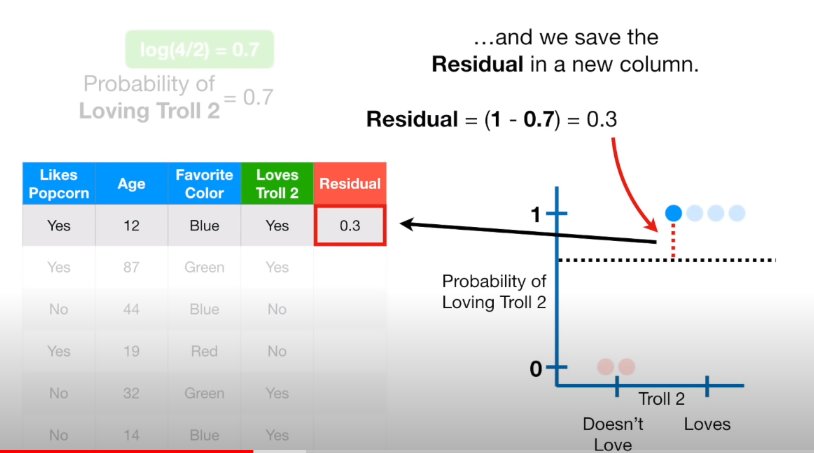 log(4/2) = 0.7
Probability of
Loving Troll 2 = 0.7
…and we save the
Residual in a new column.
Residual = (1 - 0.7) = 0.3
Likes Popcorn Age Favorite Color Loves Troll 2 Residual
Yes 12 Blue Yes 0.3
Yes 87 Green Yes
No 44 Blue No
Yes 19 Red No
No 32 Green Yes
No 14 Blue Yes
1
Probability of
Loving Troll 2
0
Troll 2
Doesn’t
Love
Loves